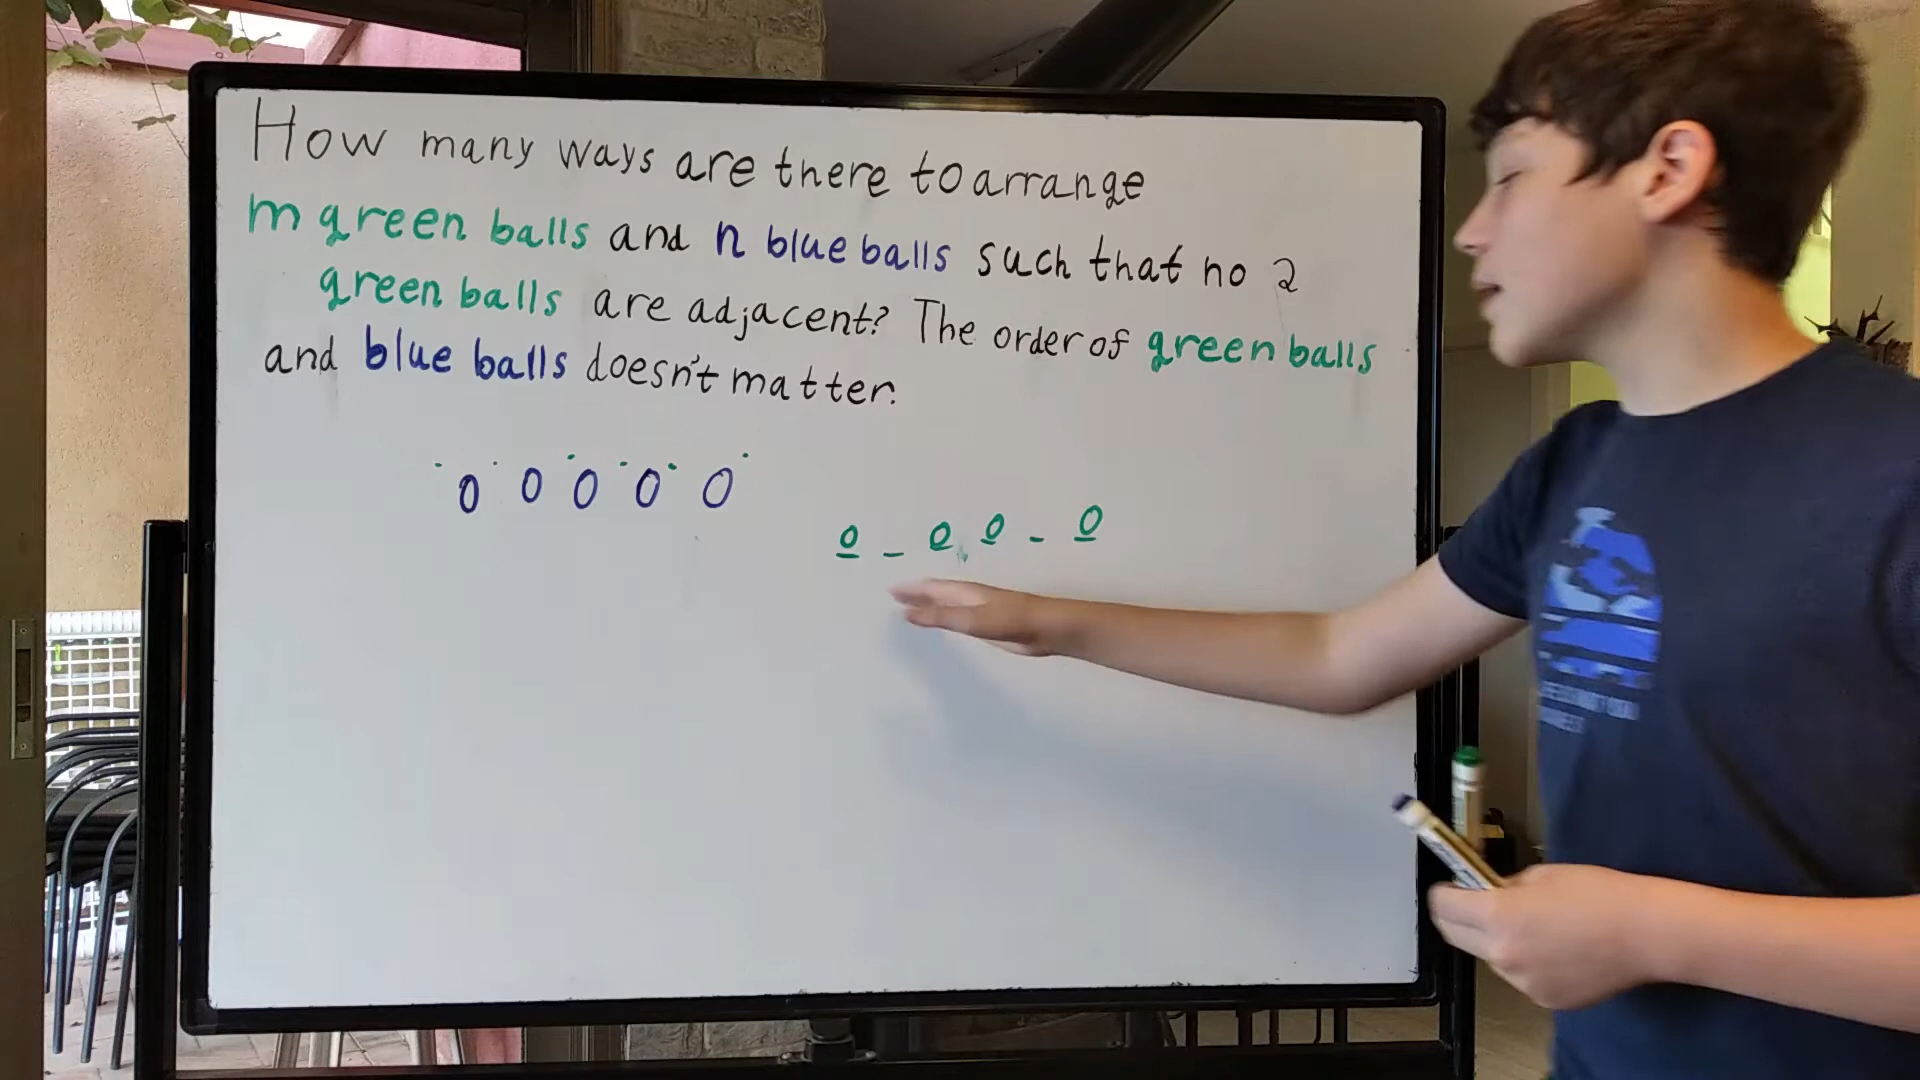 How many ways are there to arrange
m green balls and n blue balls such that no 2
green balls are adjacent? The order of green balls
and blue balls doesn't matter.